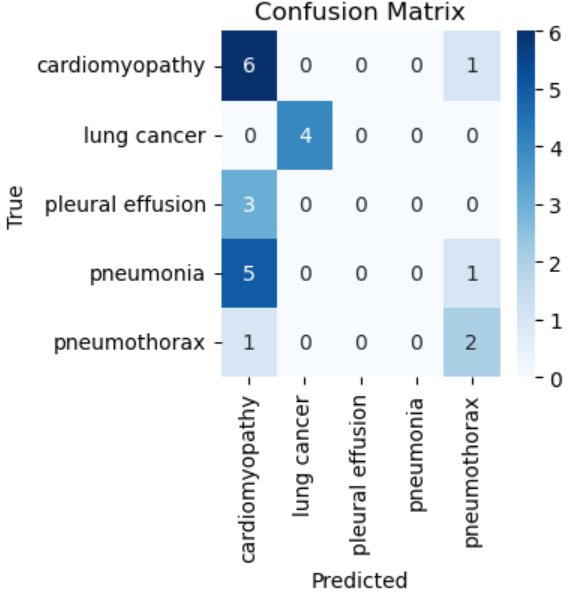 Confusion Matrix
cardiomyopathy 6 0 0 0 1
lung cancer 0 4 0 0 0
pleural effusion 3 0 0 0 0
pneumonia 5 0 0 0 1
pneumothorax 1 0 0 0 2
True
cardiomyopathy
lung cancer
pleural effusion
pneumonia
pneumothorax
Predicted
6
5
4
3
2
1
0